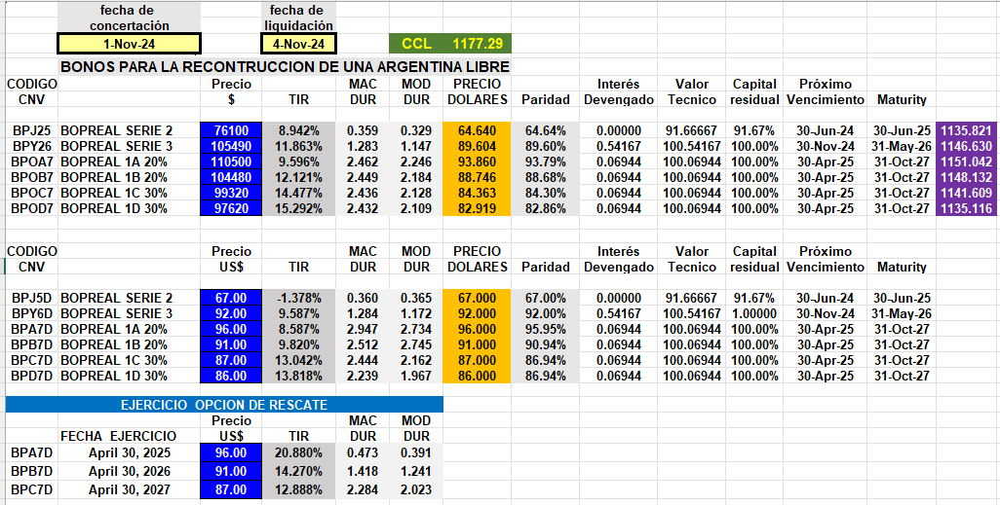 fecha de concertación fecha de liquidación
1-Nov-24 4-Nov-24 CCL 1177.29
BONOS PARA LA RECONTRUCCION DE UNA ARGENTINA LIBRE
CODIGO Precio MAC MOD PRECIO Interés Valor Capital Próximo
CNV $ TIR DUR DUR DOLARES Paridad Devengado Tecnico residual Vencimiento Maturity
BPJ25 BOPREAL SERIE 2 76100 8.942% 0.359 0.329 64.640 64.64% 0.00000 91.66667 91.67% 30-Jun-24 30-Jun-25 1135.821
BPY26 BOPREAL SERIE 3 105490 11.863% 1.283 1.147 89.604 89.60% 0.54167 100.54167 100.00% 30-Nov-24 31-May-26 1146.630
BPOA7 BOPREAL 1A 20% 110500 9.596% 2.462 2.246 93.860 93.79% 0.06944 100.06944 100.00% 30-Apr-25 31-Oct-27 1151.042
BPOB7 BOPREAL 1B 20% 104480 12.121% 2.449 2.184 88.746 88.68% 0.06944 100.06944 100.00% 30-Apr-25 31-Oct-27 1148.132
BPOC7 BOPREAL 1C 30% 99320 14.477% 2.436 2.128 84.363 84.30% 0.06944 100.06944 100.00% 30-Apr-25 31-Oct-27 1141.609
BPOD7 BOPREAL 1D 30% 97620 15.292% 2.432 2.109 82.919 82.86% 0.06944 100.06944 100.00% 30-Apr-25 31-Oct-27 1135.116
CODIGO Precio MAC MOD PRECIO Interés Valor Capital Próximo
CNV US$ TIR DUR DUR DOLARES Paridad Devengado Tecnico residual Vencimiento Maturity
BPJ5D BOPREAL SERIE 2 67.00 -1.378% 0.360 0.365 67.000 67.00% 0.00000 91.66667 91.67% 30-Jun-24 30-Jun-25
BPY6D BOPREAL SERIE 3 92.00 9.587% 1.284 1.172 92.000 92.00% 0.54167 100.54167 1.00000 30-Nov-24 31-May-26
BPA7D BOPREAL 1A 20% 96.00 8.587% 2.947 2.734 96.000 95.95% 0.06944 100.06944 100.00% 30-Apr-25 31-Oct-27
BPB7D BOPREAL 1B 20% 91.00 9.820% 2.512 2.745 91.000 90.94% 0.06944 100.06944 100.00% 30-Apr-25 31-Oct-27
BPC7D BOPREAL 1C 30% 87.00 13.042% 2.444 2.162 87.000 86.94% 0.06944 100.06944 100.00% 30-Apr-25 31-Oct-27
BPD7D BOPREAL 1D 30% 86.00 13.818% 2.239 1.967 86.000 86.94% 0.06944 100.06944 100.00% 30-Apr-25 31-Oct-27
EJERCICIO OPCION DE RESCATE
Precio MAC MOD
FECHA EJERCICIO US$ TIR DUR DUR
BPA7D April 30, 2025 96.00 20.880% 0.473 0.391
BPB7D April 30, 2026 91.00 14.270% 1.418 1.241
BPC7D April 30, 2027 87.00 12.888% 2.284 2.023